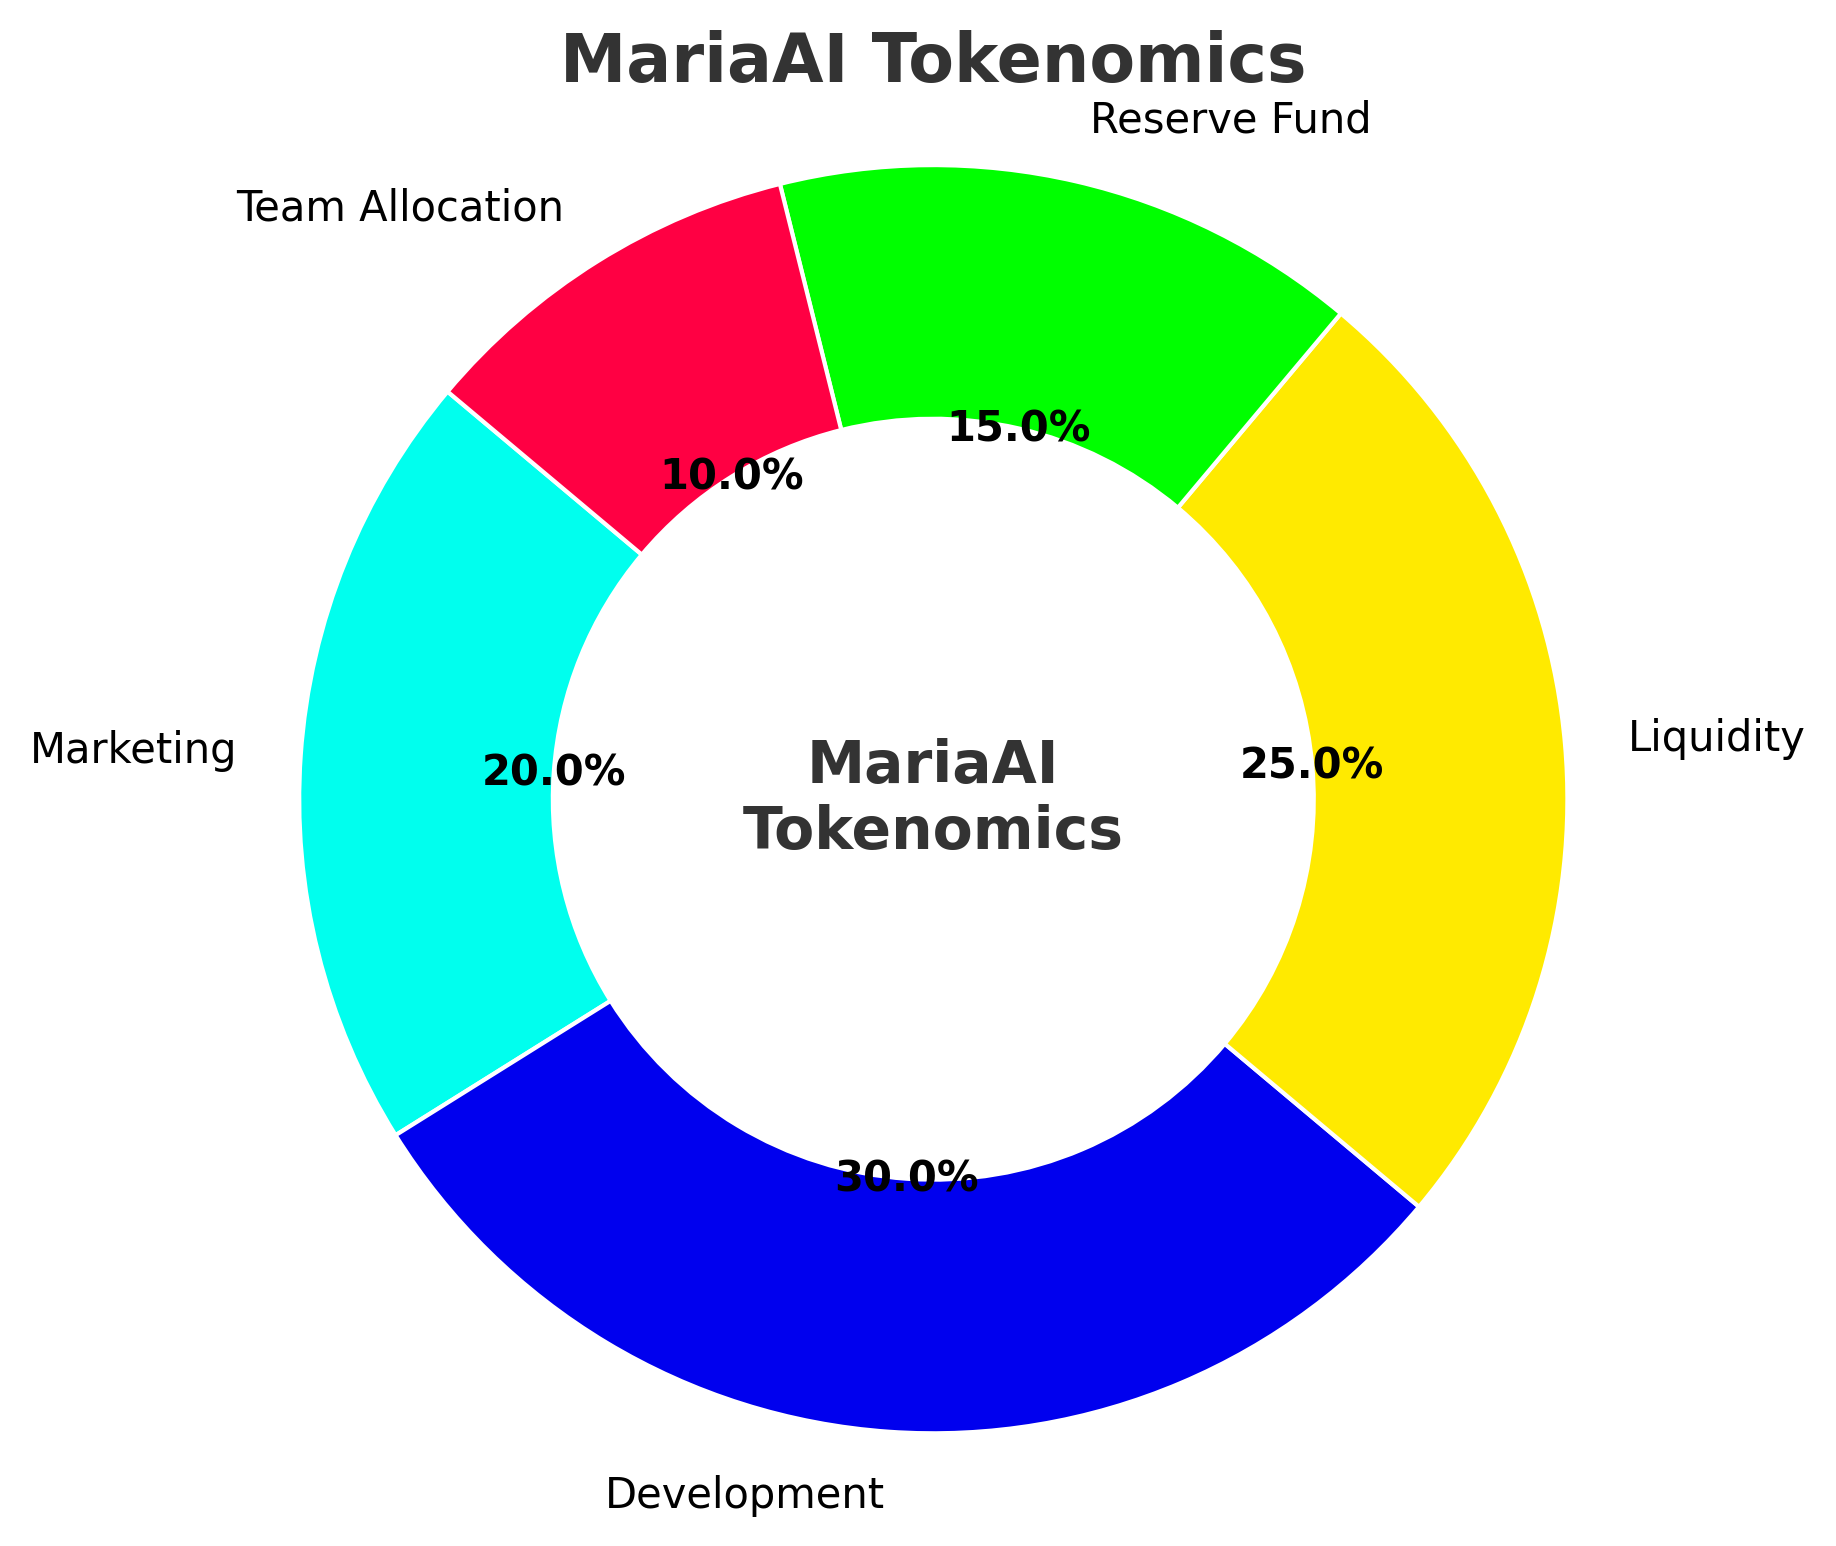 MariaAI Tokenomics
Reserve Fund
Team Allocation
15.0%
10.0%
Marketing
20.0%
MariaAI
Tokenomics
25.0%
Liquidity
30.0%
Development